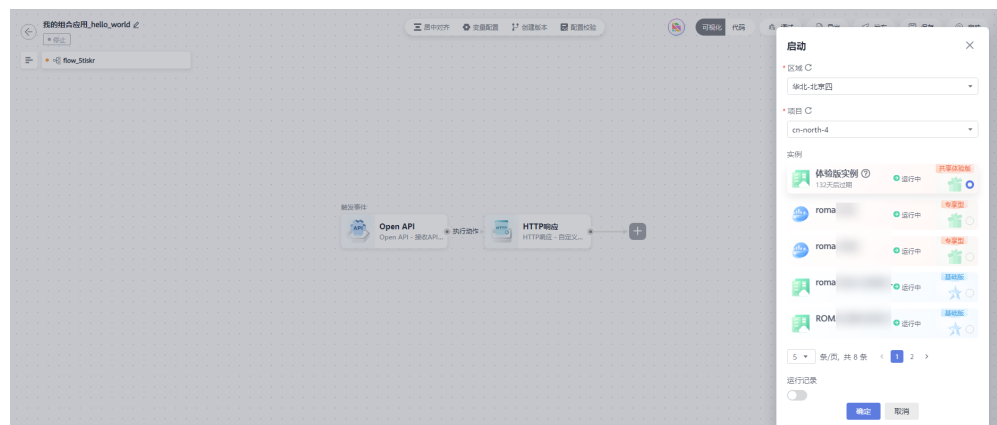 我的组合应用_hello_world
停止
居中对齐 变量配置 创建版本 配置校验
可视化 代码
flow_5tiskr
触发事件
Open API
Open API - 接收API...
执行动作
HTTP响应
HTTP响应 - 自定义...
启动
* 区域
华北-北京四
* 项目
cn-north-4
实例
共享体验版
体验版实例
132天后过期
运行中
专享型
roma
运行中
专享型
roma
运行中
基础版
roma
运行中
基础版
ROM
运行中
5 条/页, 共 8 条 1 2
运行记录
确定 取消